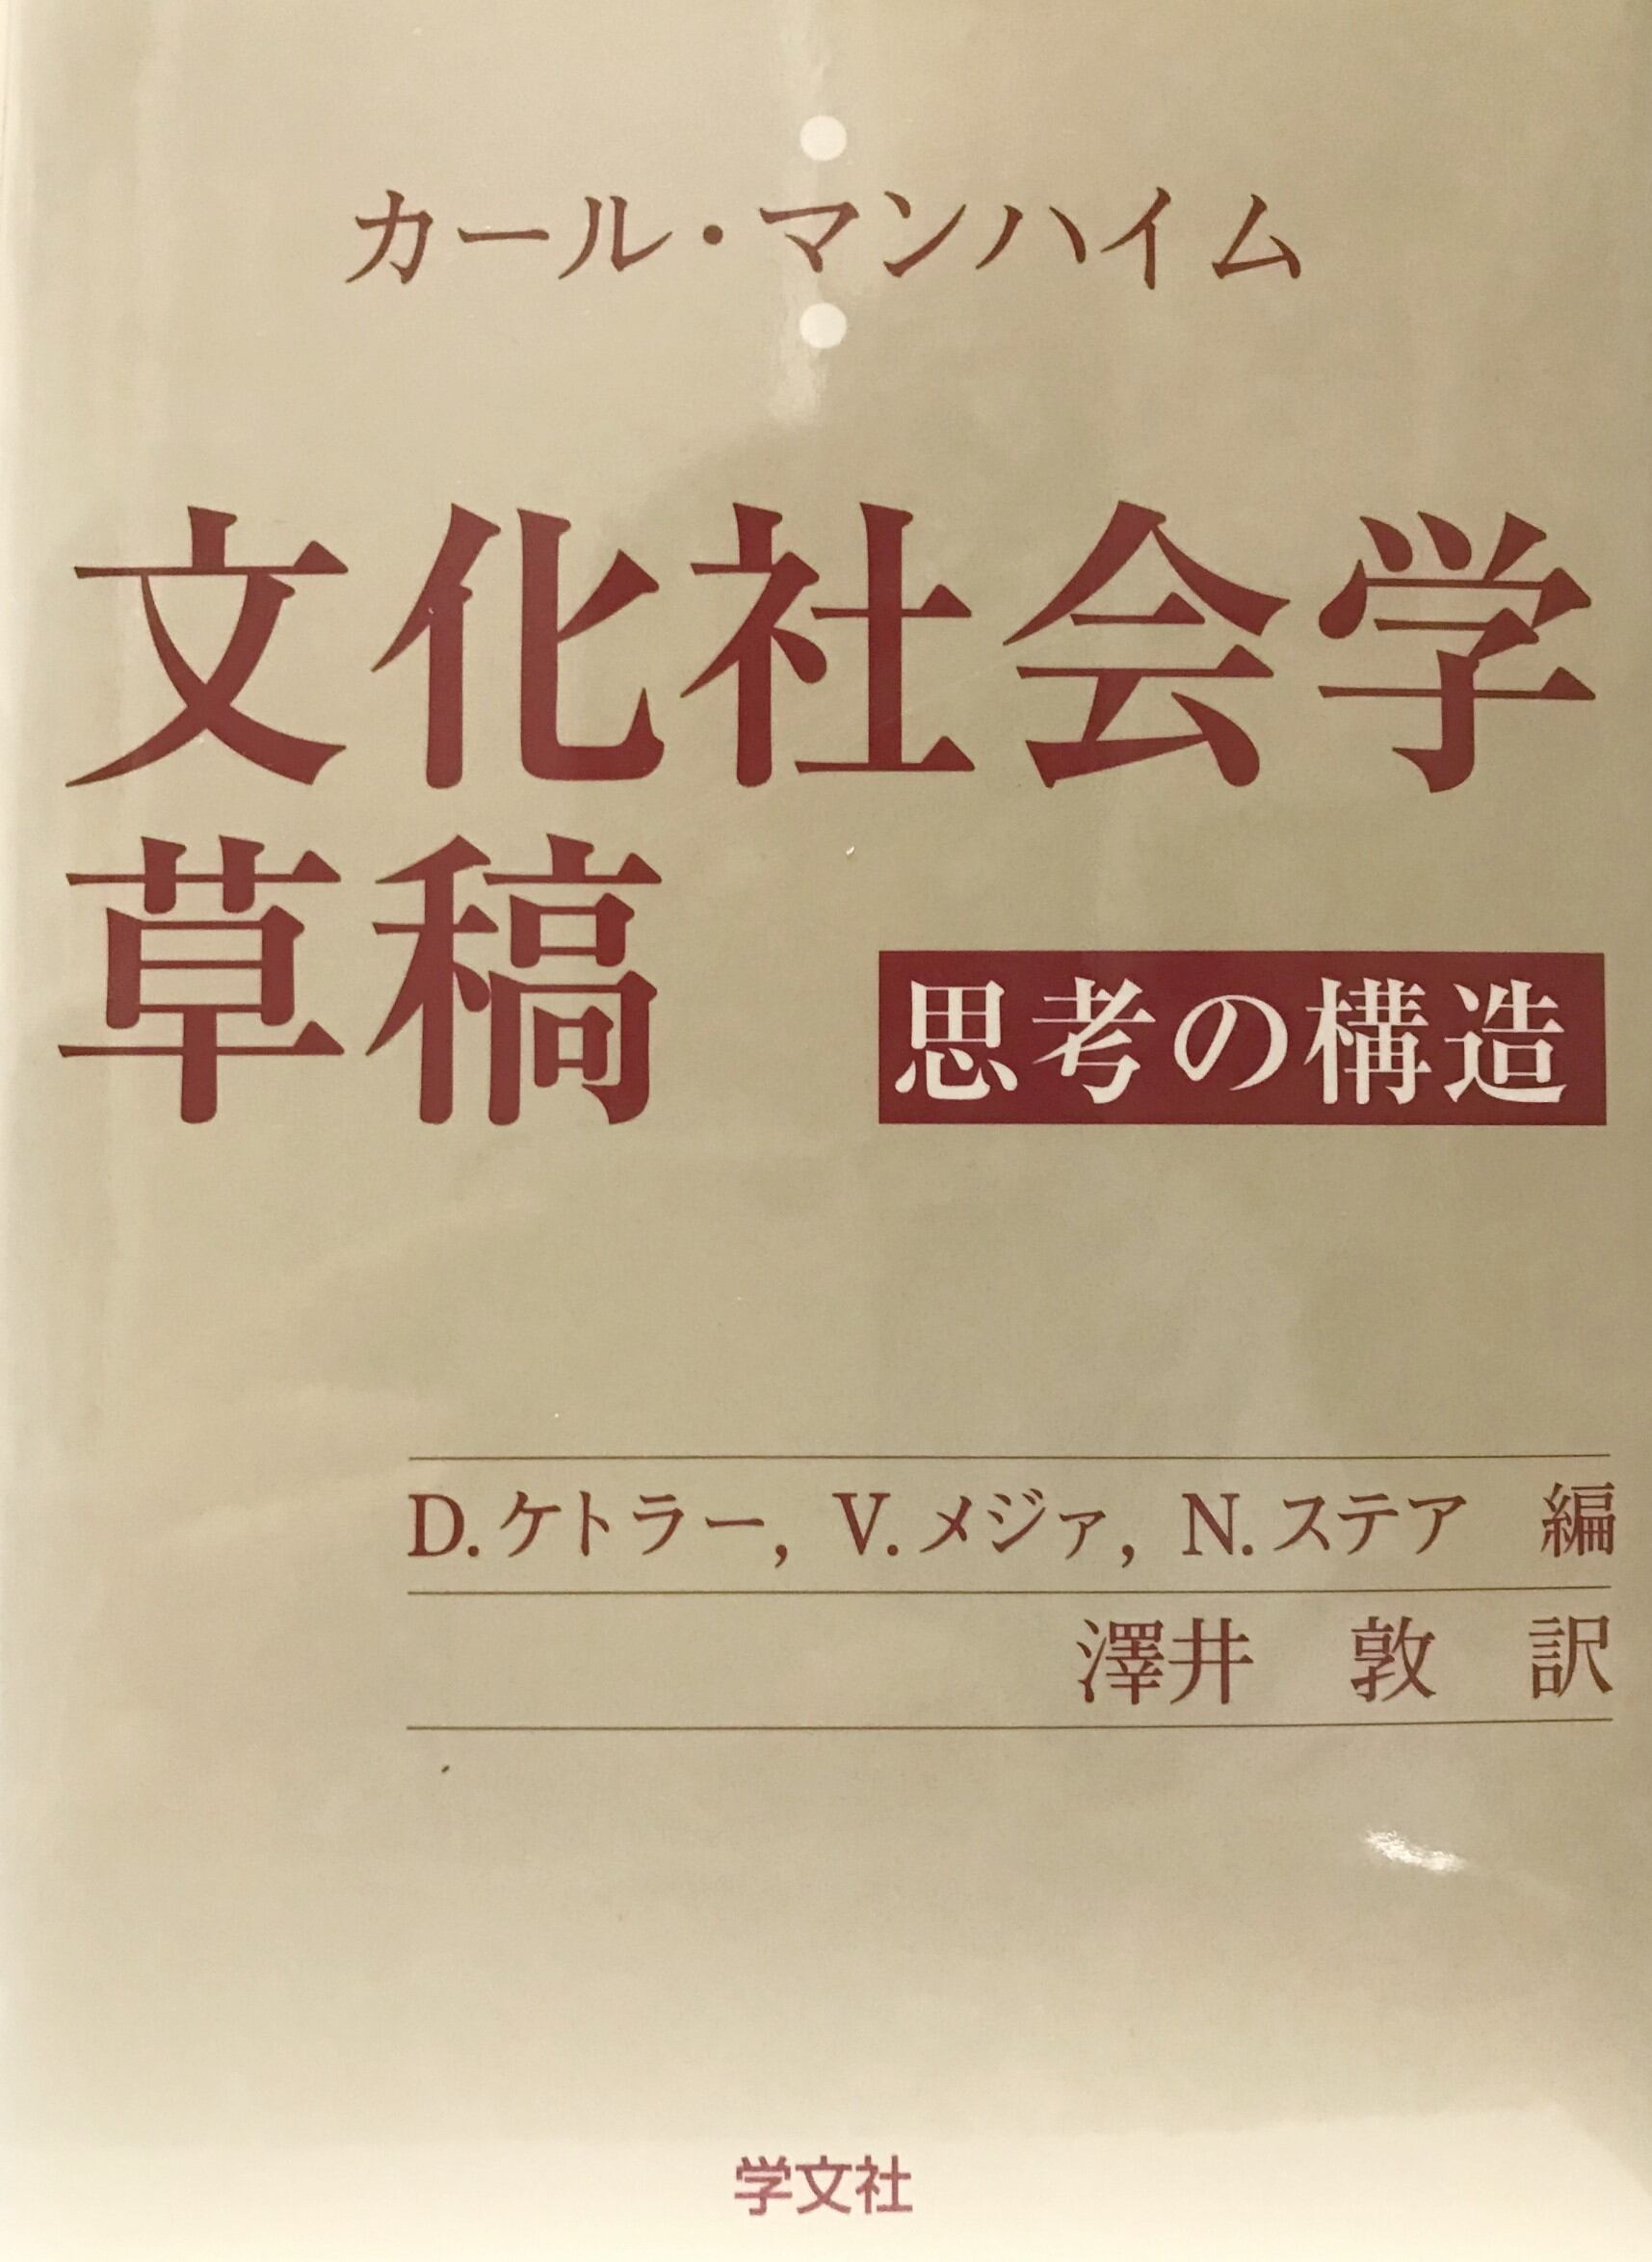 カール・マンハイム
文化社会学
草稿
思考の構造
D.ケトラー, V.メジァ, N.ステア 編
澤井 敦 訳
学文社